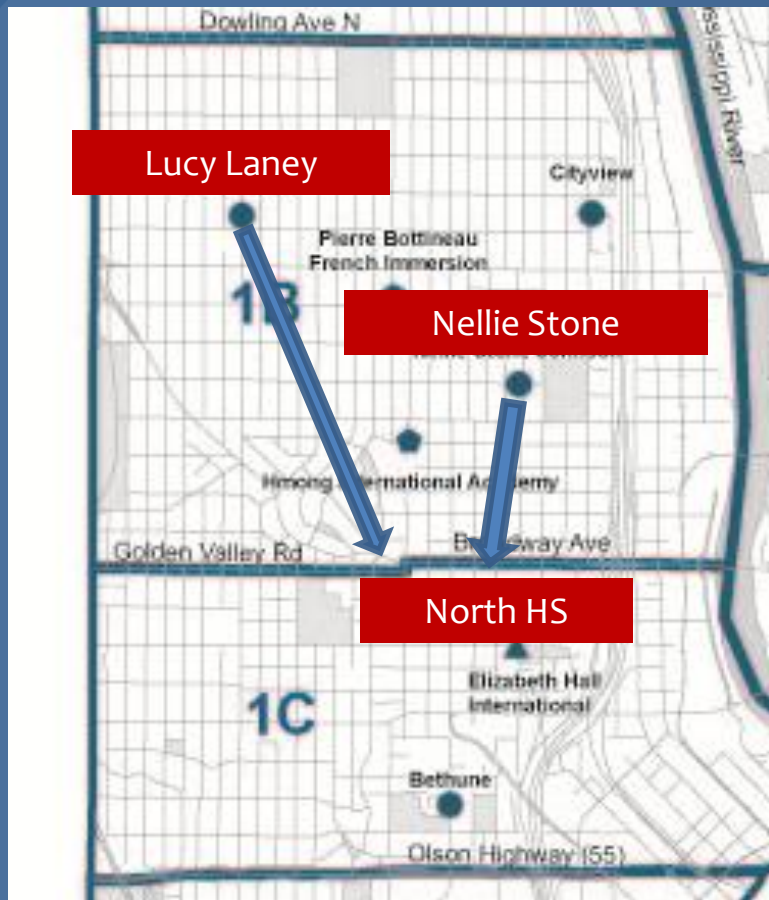 Dowling Ave N
Mississippi River
Lucy Laney
Cityview
Pierre Bottineau
French Immersion
1B
Nellie Stone
Hmong International Academy
Golden Valley Rd
Broadway Ave
North HS
Elizabeth Hall
International
1C
Bethune
Olson Highway (55)